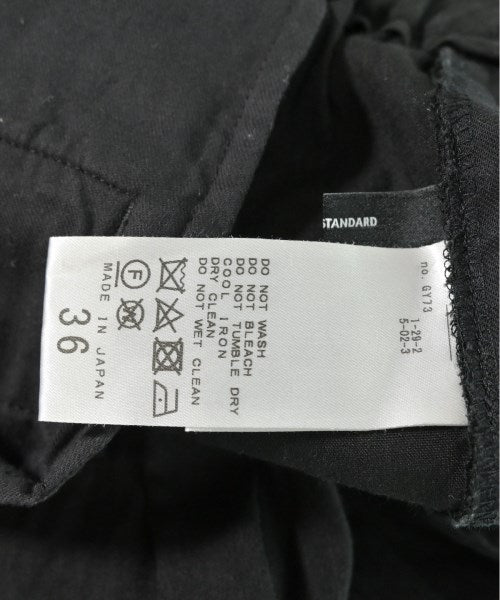 STANDARD
no. GY73
1-29-2
5-02-3
DO NOT WASH
DO NOT BLEACH
DO NOT TUMBLE DRY
COOL IRON
DRY CLEAN
DO NOT WET CLEAN
F
W
MADE IN JAPAN
36